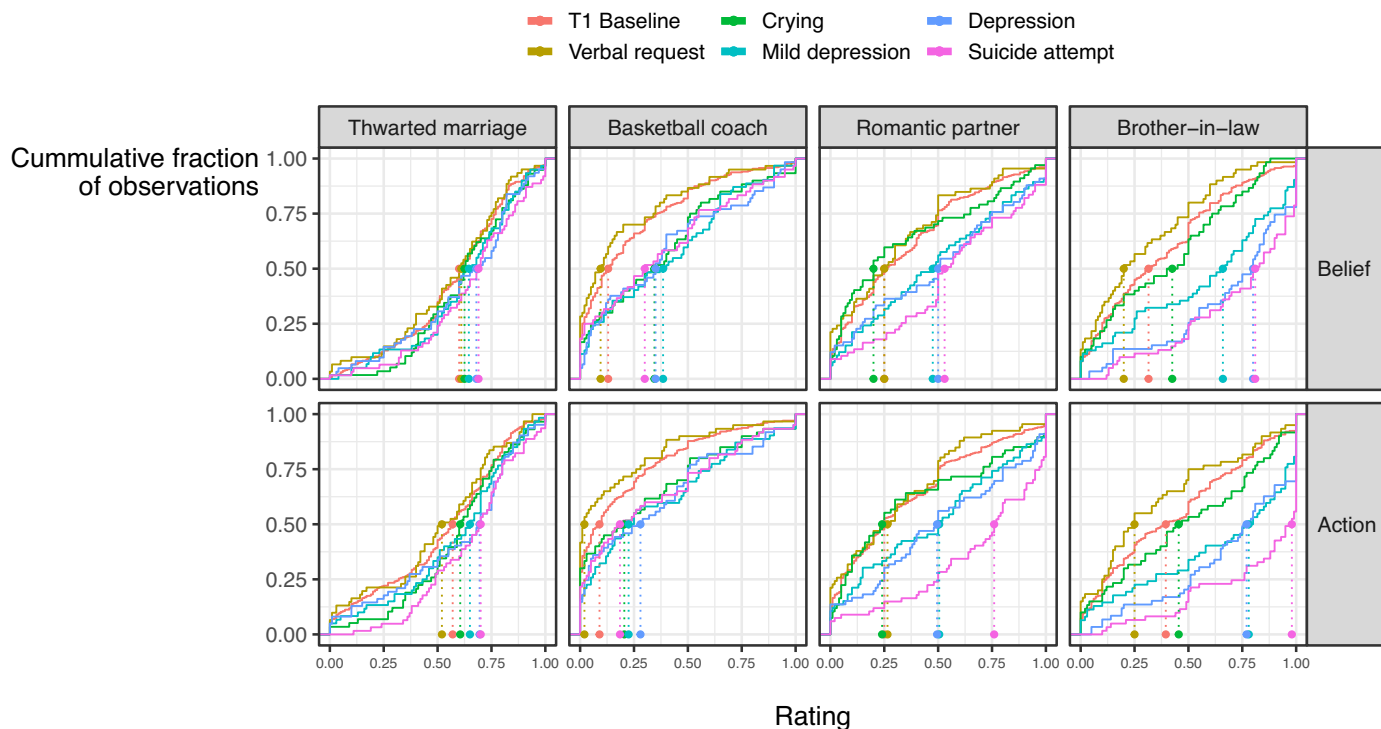 T1 Baseline Crying Depression
Verbal request Mild depression Suicide attempt
Thwarted marriage Basketball coach Romantic partner Brother−in−law
Cummulative fraction
of observations
1.00
0.75
0.50
0.25
0.00
Belief
1.00
0.75
0.50
0.25
0.00
Action
0.00 0.25 0.50 0.75 1.00 0.00 0.25 0.50 0.75 1.00 0.00 0.25 0.50 0.75 1.00 0.00 0.25 0.50 0.75 1.00
Rating